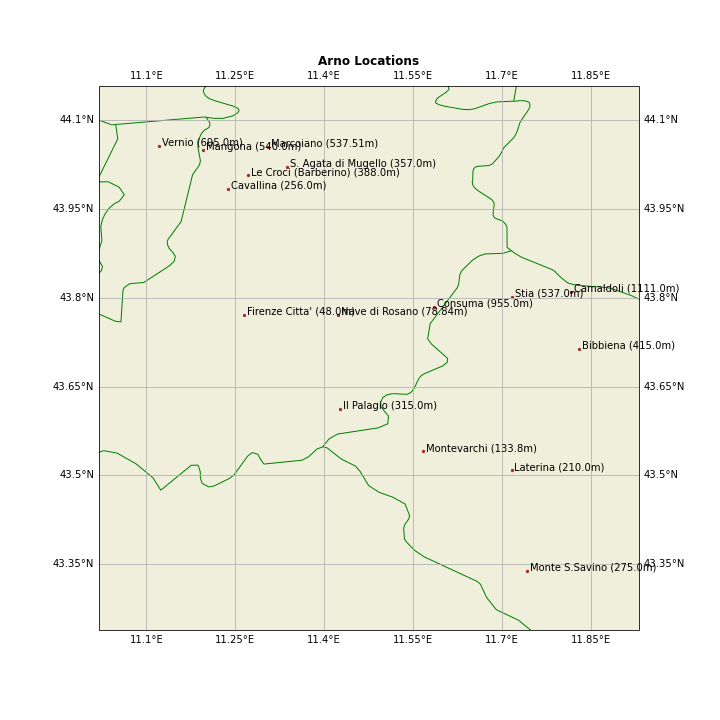 Arno Locations
11.1°E 11.25°E 11.4°E 11.55°E 11.7°E 11.85°E
44.1°N 44.1°N
Vernio (605.0m)
Mangona (540.0m)
Marcoiano (537.51m)
S. Agata di Mugello (357.0m)
Le Croci (Barberino) (388.0m)
Cavallina (256.0m)
43.95°N 43.95°N
Camaldoli (1111.0m)
Stia (537.0m)
43.8°N 43.8°N
Consuma (955.0m)
Firenze Citta' (48.0m)
Nave di Rosano (78.84m)
Bibbiena (415.0m)
43.65°N 43.65°N
Il Palagio (315.0m)
Montevarchi (133.8m)
Laterina (210.0m)
43.5°N 43.5°N
43.35°N 43.35°N
Monte S.Savino (275.0m)
11.1°E 11.25°E 11.4°E 11.55°E 11.7°E 11.85°E